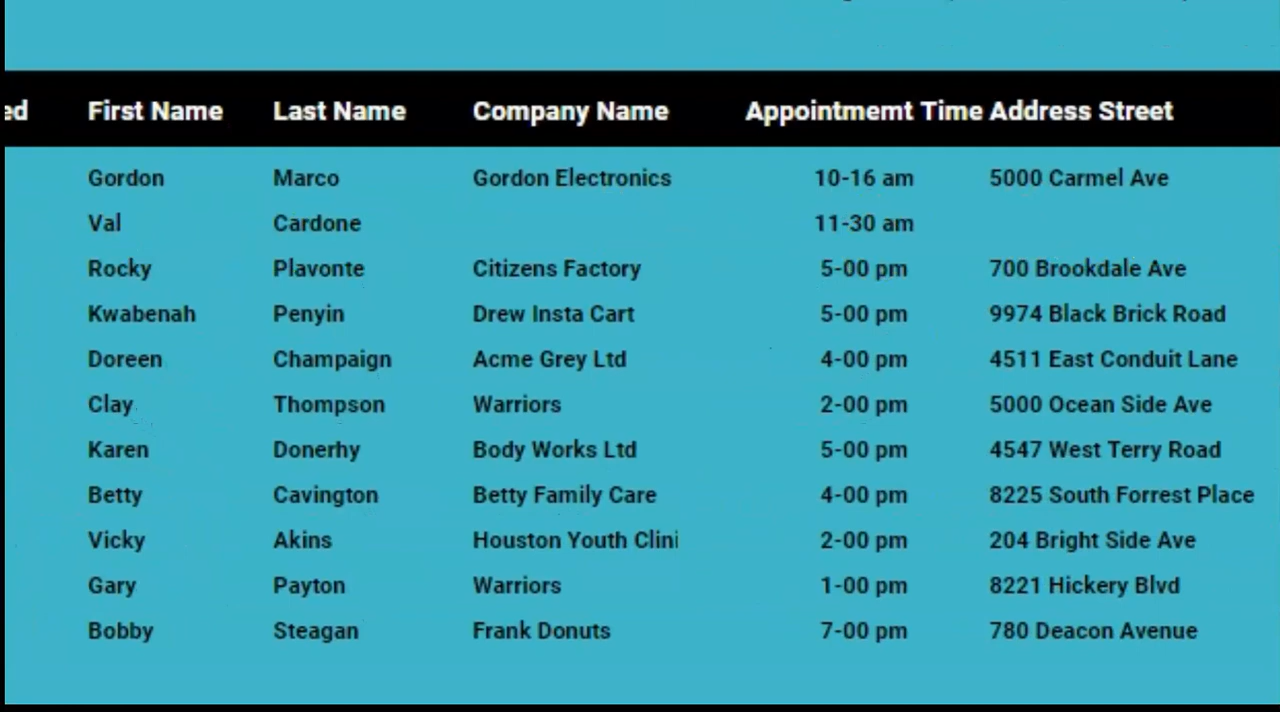 ed First Name Last Name Company Name Appointmemt Time Address Street
Gordon Marco Gordon Electronics 10-16 am 5000 Carmel Ave
Val Cardone 11-30 am
Rocky Plavonte Citizens Factory 5-00 pm 700 Brookdale Ave
Kwabenah Penyin Drew Insta Cart 5-00 pm 9974 Black Brick Road
Doreen Champaign Acme Grey Ltd 4-00 pm 4511 East Conduit Lane
Clay Thompson Warriors 2-00 pm 5000 Ocean Side Ave
Karen Donerhy Body Works Ltd 5-00 pm 4547 West Terry Road
Betty Cavington Betty Family Care 4-00 pm 8225 South Forrest Place
Vicky Akins Houston Youth Clini 2-00 pm 204 Bright Side Ave
Gary Payton Warriors 1-00 pm 8221 Hickery Blvd
Bobby Steagan Frank Donuts 7-00 pm 780 Deacon Avenue